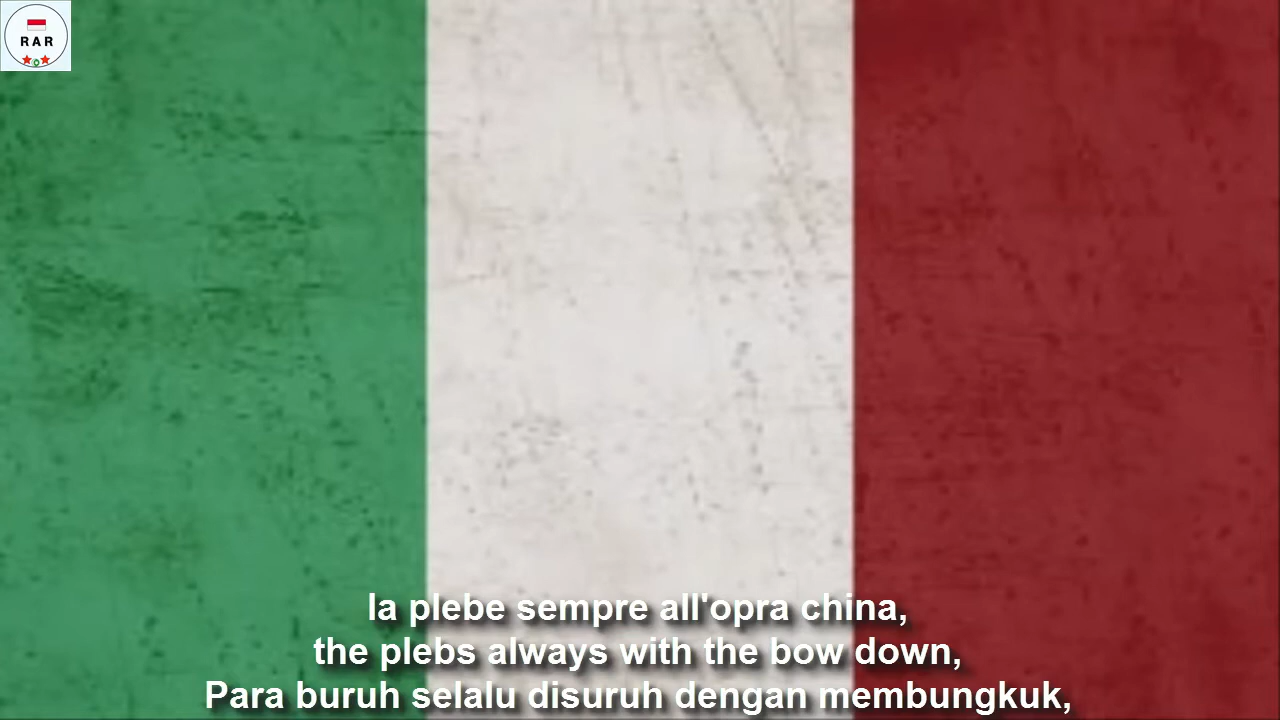 RAR
la plebe sempre all'opra china,
the plebs always with the bow down,
Para buruh selalu disuruh dengan membungkuk,